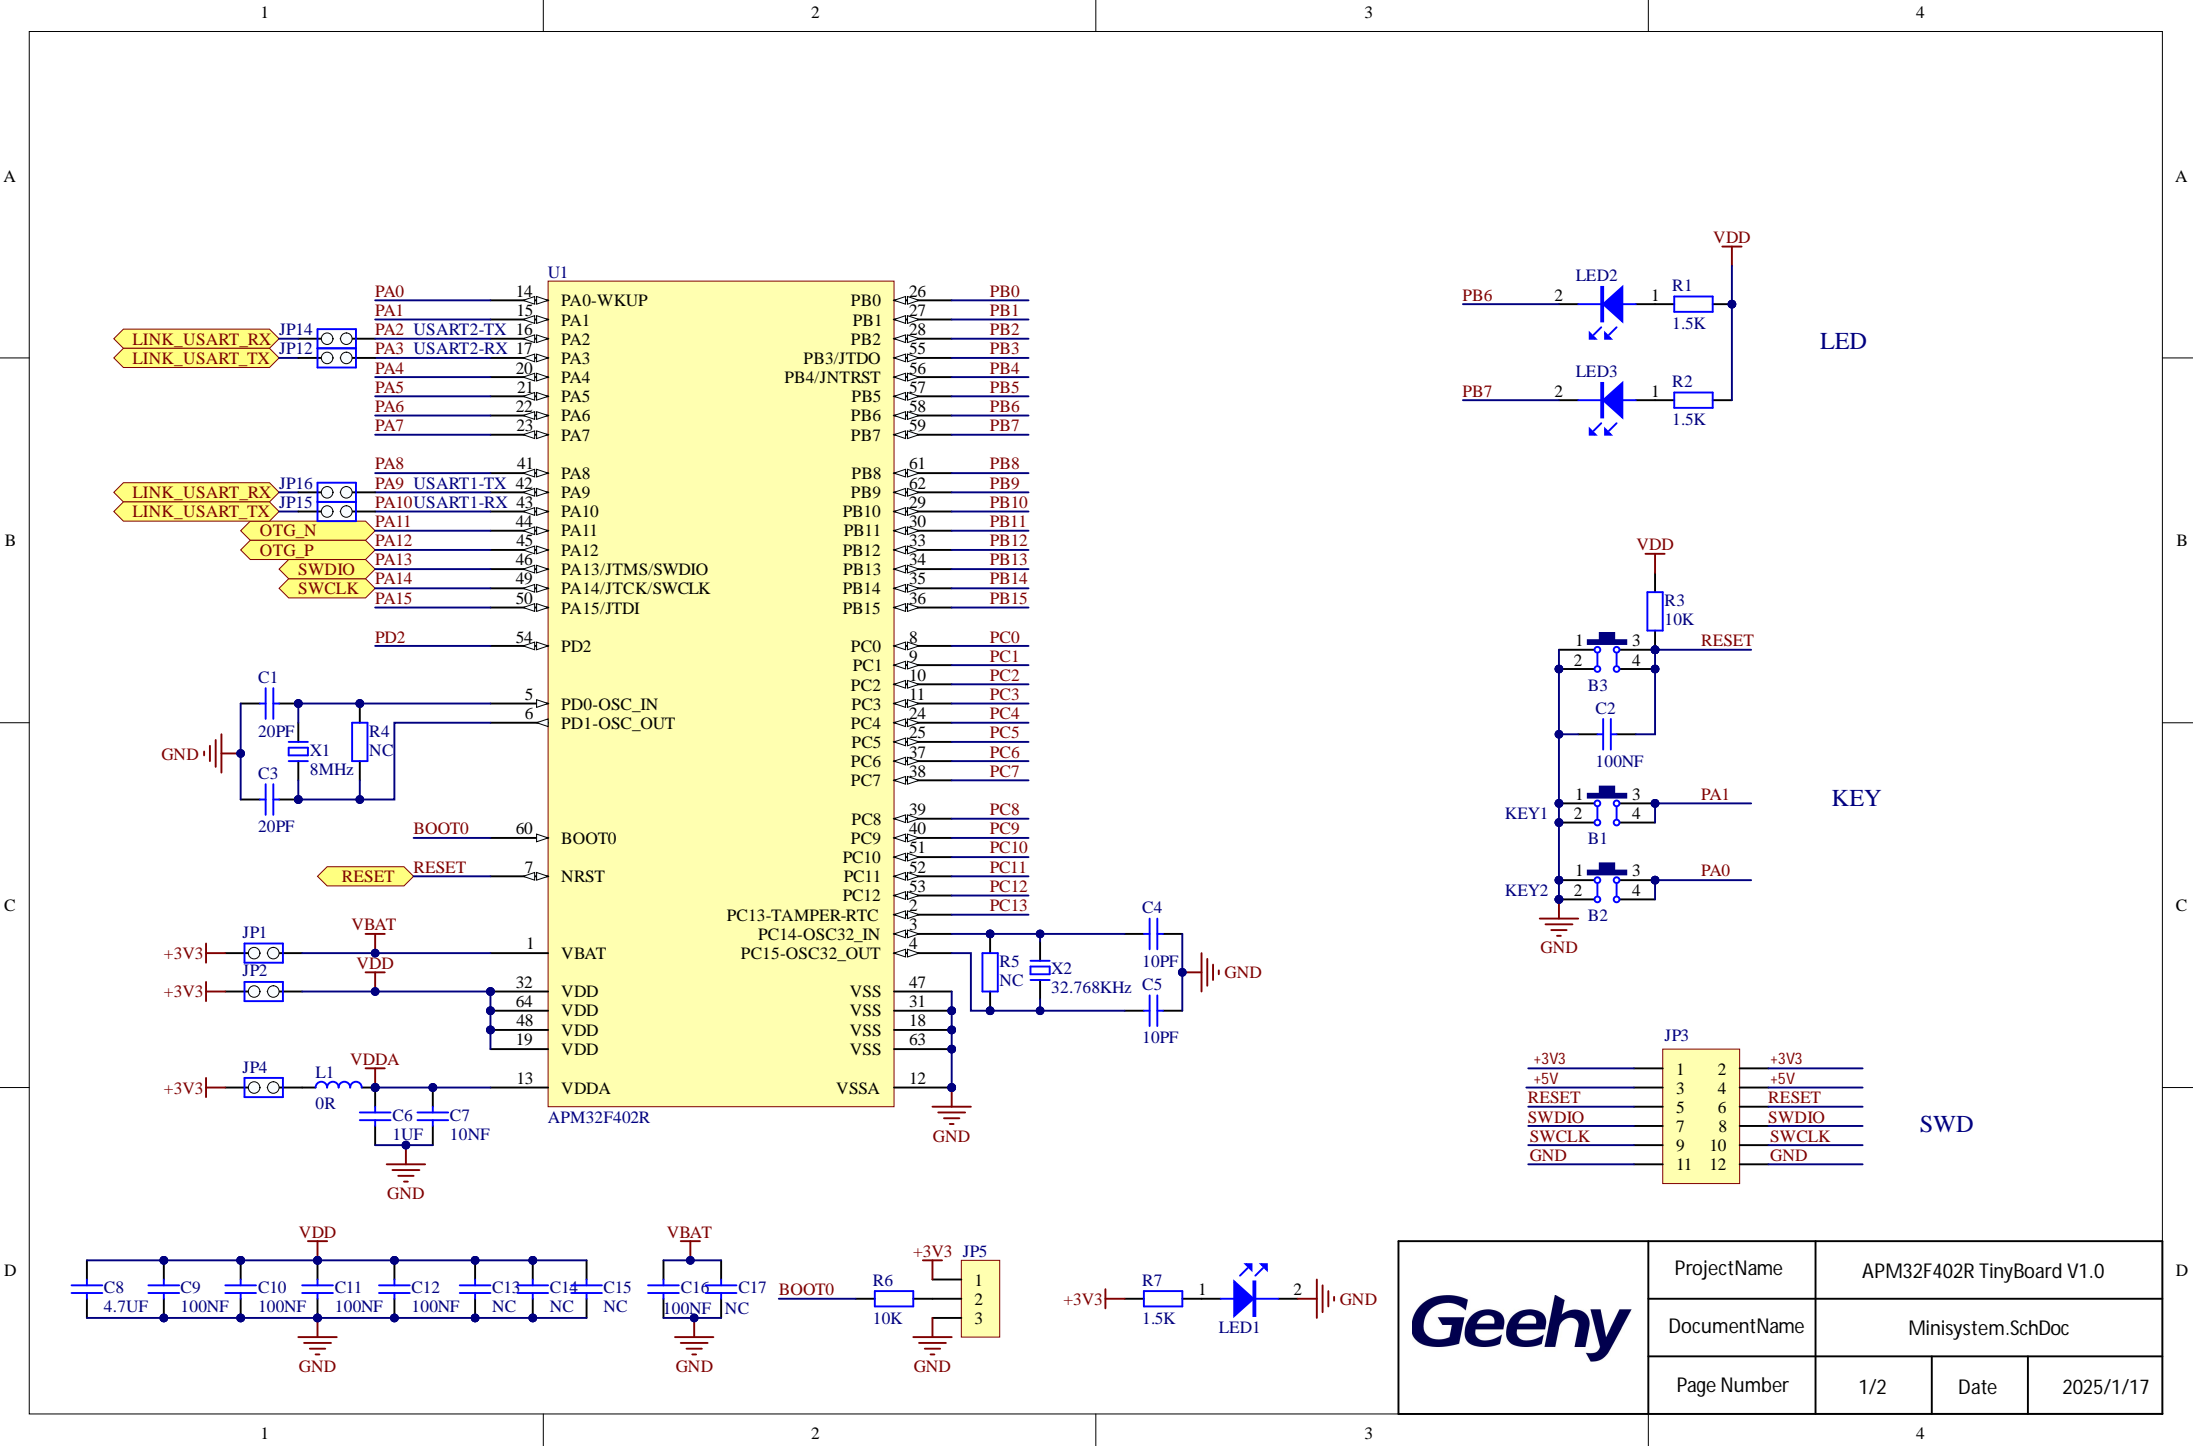 1 2 3 4
A A
B B
C C
D D
U1
PA0 14 PA0-WKUP
PA1 15 PA1
LINK_USART_RX JP14 PA2 USART2-TX 16 PA2
LINK_USART_TX JP12 PA3 USART2-RX 17 PA3
PA4 20 PA4
PA5 21 PA5
PA6 22 PA6
PA7 23 PA7
PA8 41 PA8
LINK_USART_RX JP16 PA9 USART1-TX 42 PA9
LINK_USART_TX JP15 PA10 USART1-RX 43 PA10
OTG_N PA11 44 PA11
OTG_P PA12 45 PA12
SWDIO PA13 46 PA13/JTMS/SWDIO
SWCLK PA14 49 PA14/JTCK/SWCLK
PA15 50 PA15/JTDI
PD2 54 PD2
5 PD0-OSC_IN
6 PD1-OSC_OUT
C1
20PF
GND
X1
8MHz
R4
NC
C3
20PF
BOOT0 60 BOOT0
RESET RESET 7 NRST
+3V3 JP1 VBAT 1 VBAT
+3V3 JP2 VDD 32 VDD
64 VDD
48 VDD
19 VDD
+3V3 JP4 L1 VDDA 13 VDDA
0R
C6
1UF
C7
10NF
GND
APM32F402R
PB0 26 PB0
PB1 27 PB1
PB2 28 PB2
PB3/JTDO 55 PB3
PB4/JNTRST 56 PB4
PB5 57 PB5
PB6 58 PB6
PB7 59 PB7
PB8 61 PB8
PB9 62 PB9
PB10 29 PB10
PB11 30 PB11
PB12 33 PB12
PB13 34 PB13
PB14 35 PB14
PB15 36 PB15
PC0 8 PC0
PC1 9 PC1
PC2 10 PC2
PC3 11 PC3
PC4 24 PC4
PC5 25 PC5
PC6 37 PC6
PC7 38 PC7
PC8 39 PC8
PC9 40 PC9
PC10 51 PC10
PC11 52 PC11
PC12 53 PC12
PC13-TAMPER-RTC 2 PC13
PC14-OSC32_IN 3
PC15-OSC32_OUT 4
VSS 47
VSS 31
VSS 18
VSS 63
VSSA 12
GND
R5
NC
X2
32.768KHz
C4
10PF
C5
10PF
GND
VDD
PB6 2 LED2 1 R1
1.5K
PB7 2 LED3 1 R2
1.5K
LED
VDD
R3
10K
1 3 RESET
2 4
B3
C2
100NF
KEY1 1 3 PA1
2 4
B1
KEY2 1 3 PA0
2 4
B2
GND
KEY
JP3
+3V3 1 2 +3V3
+5V 3 4 +5V
RESET 5 6 RESET
SWDIO 7 8 SWDIO
SWCLK 9 10 SWCLK
GND 11 12 GND
SWD
VDD
C8 C9 C10 C11 C12 C13 C14 C15
4.7UF 100NF 100NF 100NF 100NF NC NC NC
GND
VBAT
C16 C17
100NF NC
GND
+3V3 JP5
BOOT0 R6 1
10K 2
3
GND
+3V3 R7 1 2 GND
1.5K LED1
Geehy
ProjectName APM32F402R TinyBoard V1.0
DocumentName Minisystem.SchDoc
Page Number 1/2 Date 2025/1/17
1 2 3 4